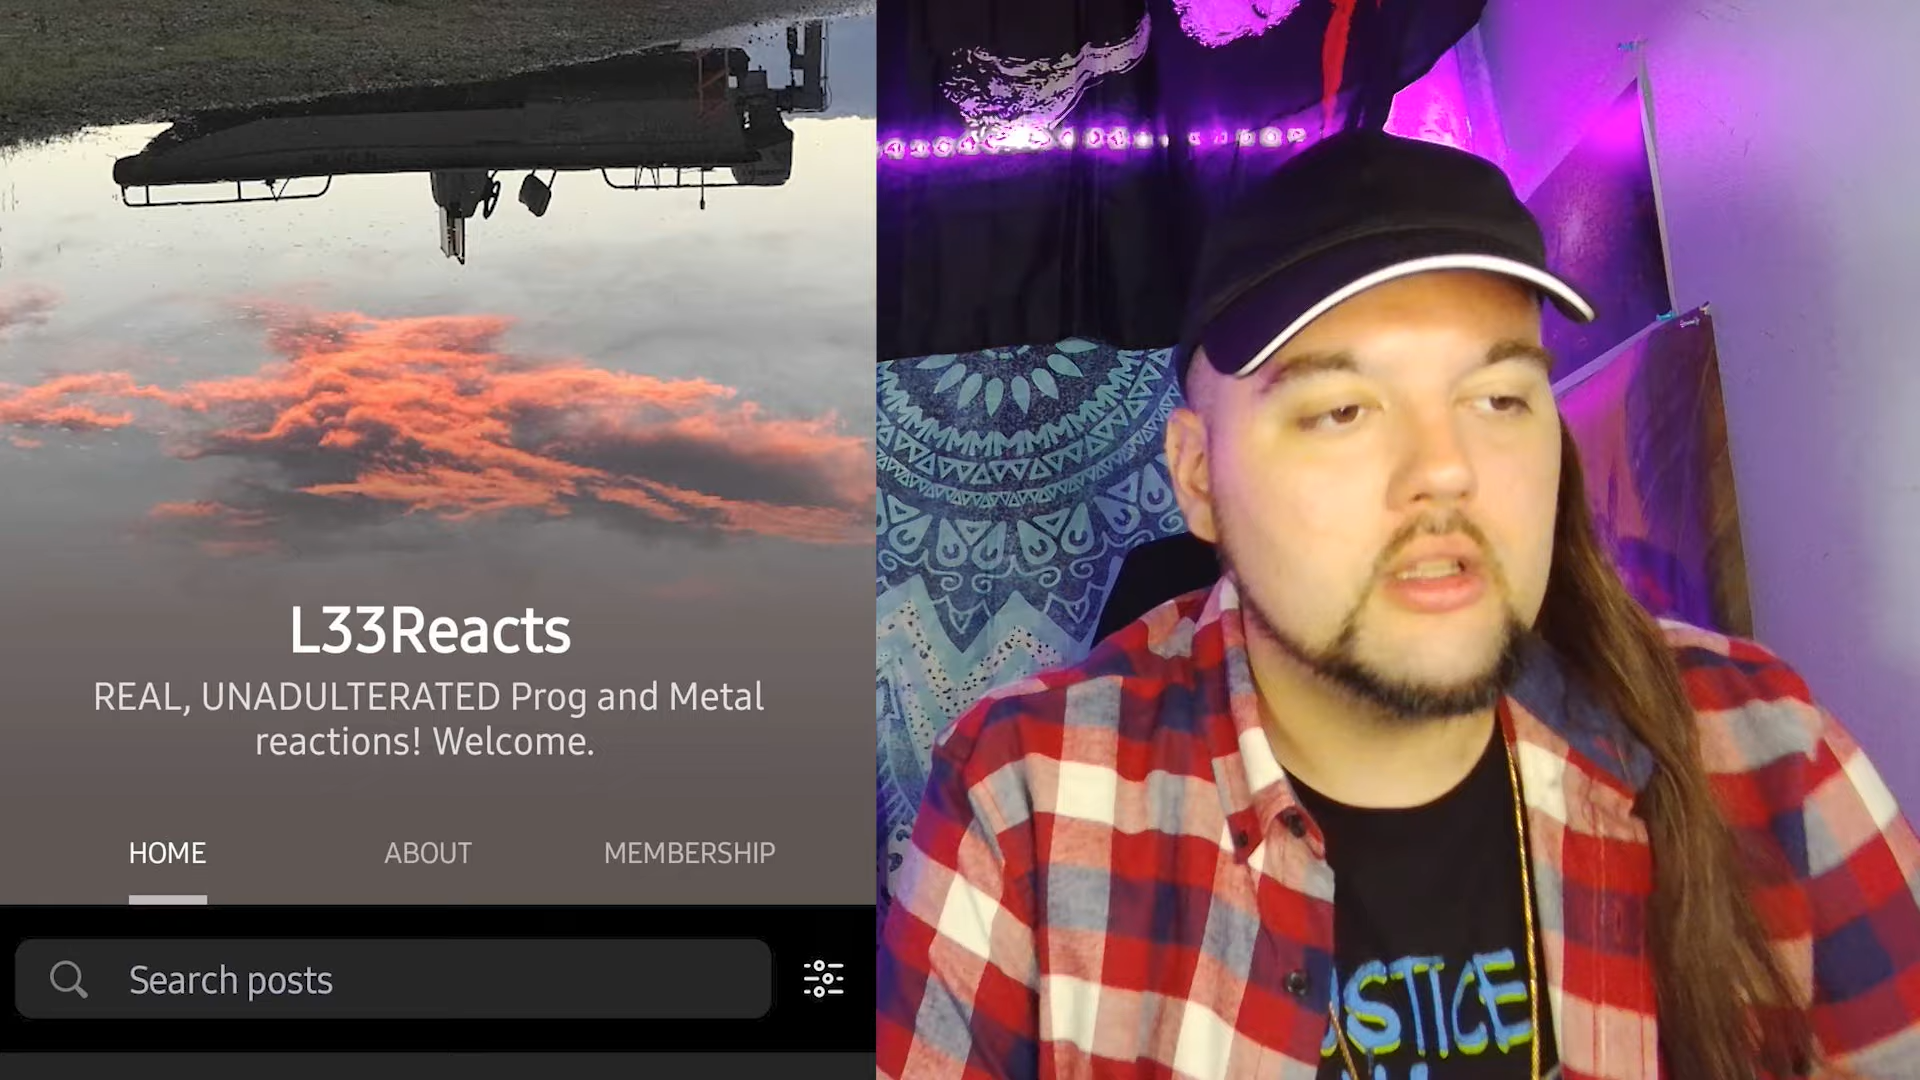 L33Reacts
REAL, UNADULTERATED Prog and Metal
reactions! Welcome.
HOME ABOUT MEMBERSHIP
Search posts